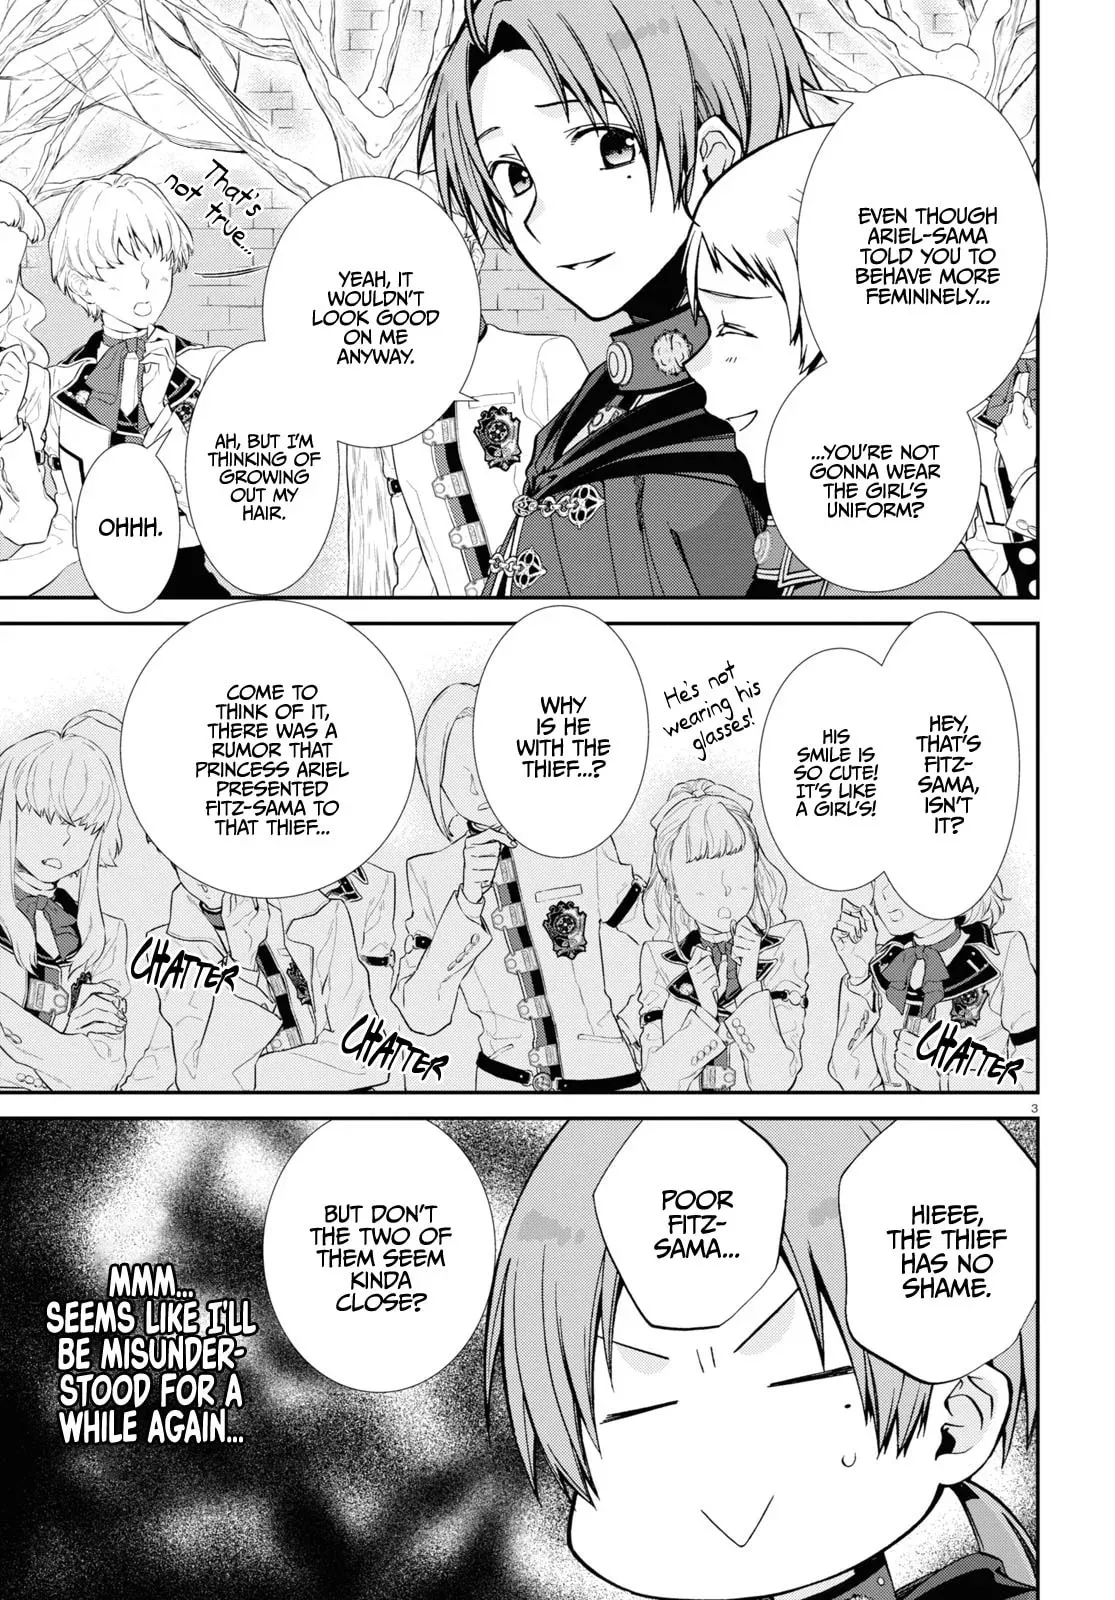 EVEN THOUGH
ARIEL-SAMA
TOLD YOU TO
BEHAVE MORE
FEMININELY...
...YOU'RE NOT
GONNA WEAR
THE GIRL'S
UNIFORM?
YEAH, IT
WOULDN'T
LOOK GOOD
ON ME
ANYWAY.
That's
not true...
AH, BUT I'M
THINKING OF
GROWING
OUT MY
HAIR.
OHHH.
HEY,
THAT'S
FITZ-
SAMA,
ISN'T
IT?
HIS
SMILE IS
SO CUTE!
IT'S LIKE
A GIRL'S!
He's not
wearing his
glasses!
WHY
IS HE
WITH THE
THIEF...?
COME TO
THINK OF IT,
THERE WAS A
RUMOR THAT
PRINCESS ARIEL
PRESENTED
FITZ-SAMA TO
THAT THIEF...
CHATTER
CHATTER
CHATTER
3
HIEEE,
THE THIEF
HAS NO
SHAME.
POOR
FITZ-
SAMA...
BUT DON'T
THE TWO OF
THEM SEEM
KINDA
CLOSE?
MMM...
SEEMS LIKE I'LL
BE MISUNDER-
STOOD FOR A
WHILE AGAIN...